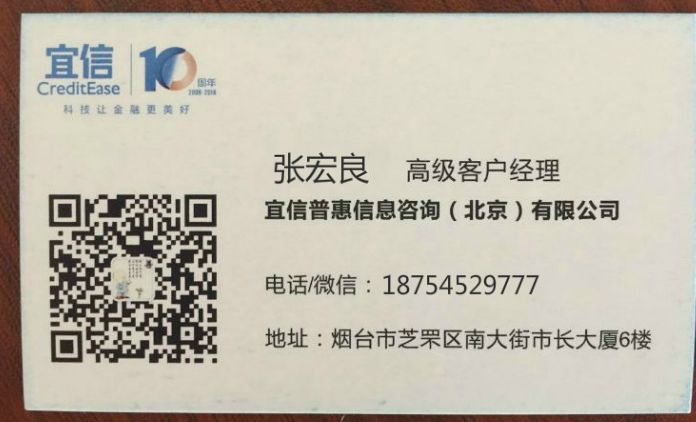 宜信
CreditEase
10
周年
2006-2016
科技让金融更美好
张宏良 高级客户经理
宜信普惠信息咨询（北京）有限公司
电话/微信：18754529777
地址：烟台市芝罘区南大街市长大厦6楼